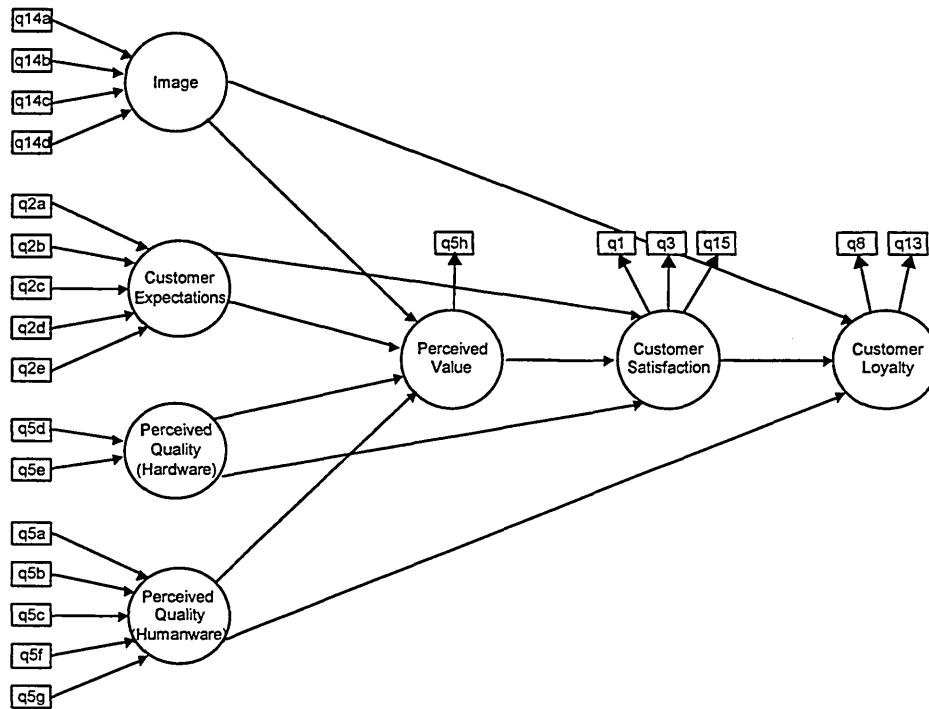 q14a
q14b
q14c
q14d
Image
q2a
q2b
q2c
q2d
q2e
Customer
Expectations
q5h
q1
q3
q15
q8
q13
Perceived
Value
Customer
Satisfaction
Customer
Loyalty
q5d
q5e
Perceived
Quality
(Hardware)
q5a
q5b
q5c
q5f
q5g
Perceived
Quality
(Humanware)